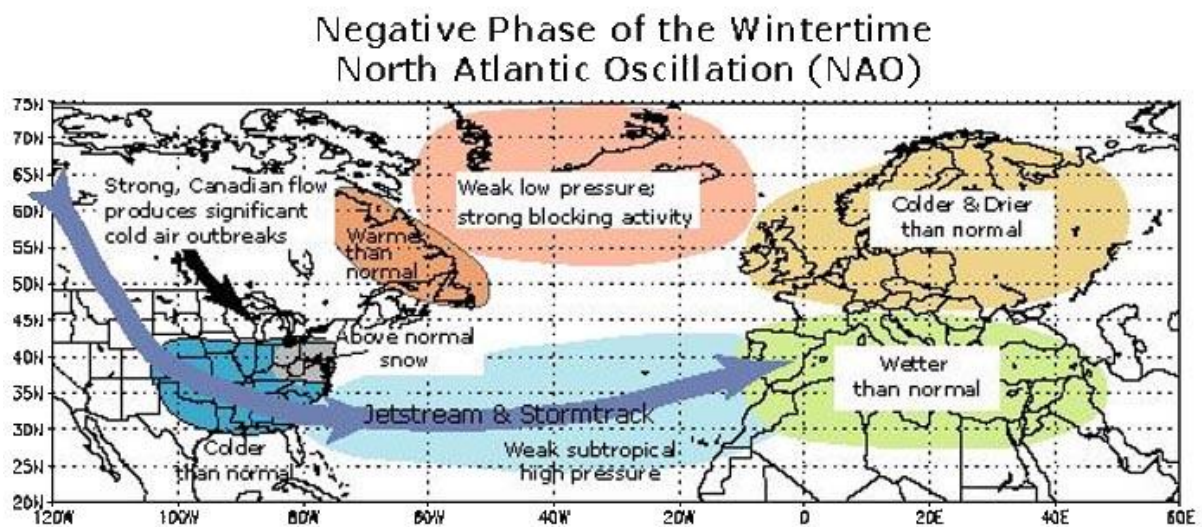 Negative Phase of the Wintertime
North Atlantic Oscillation (NAO)
75N
70N
65N
60N
55N
50N
45N
40N
35N
30N
25N
20N
Strong, Canadian flow
produces significant
cold air outbreaks
Warmer
than
normal
Weak low pressure;
strong blocking activity
Colder & Drier
than normal
Above normal
snow
Wetter
than normal
Jetstream & Stormtrack
Colder
than normal
Weak subtropical
high pressure
120W 100W 80W 60W 40W 20W 0 20E 40E 60E